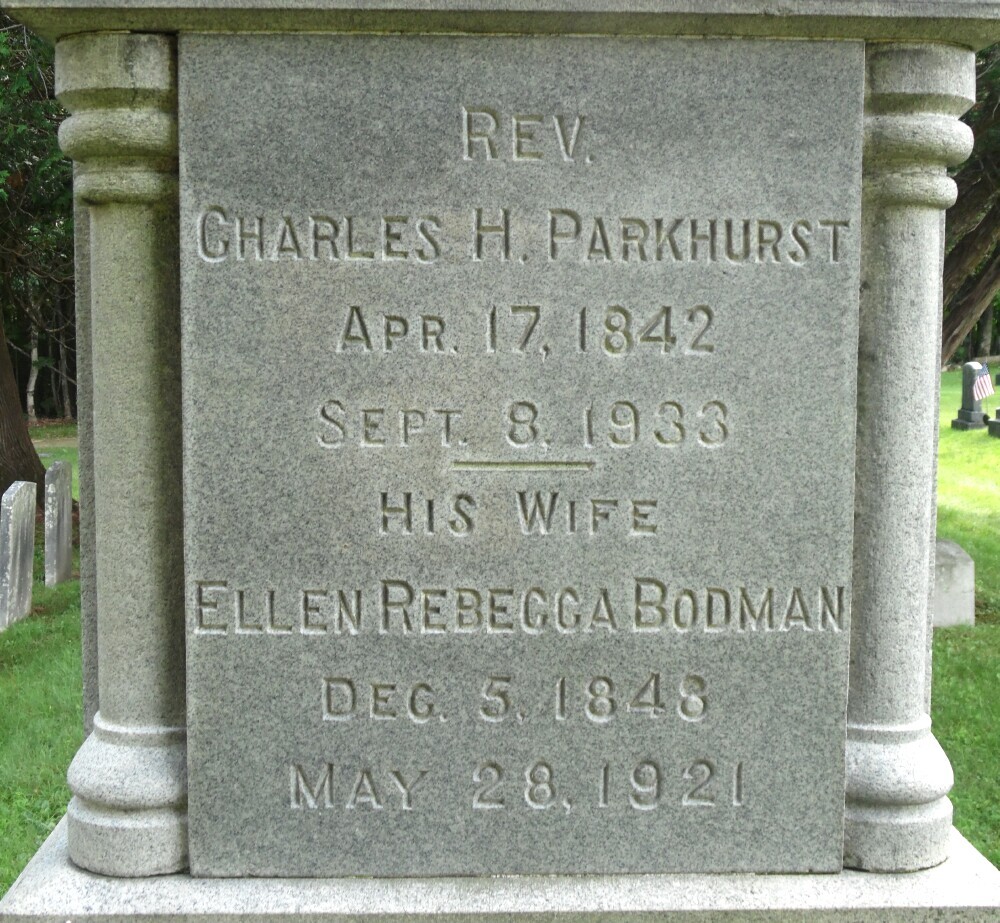 REV.
CHARLES H. PARKHURST
APR. 17, 1842
SEPT. 8, 1933
HIS WIFE
ELLEN REBECCA BODMAN
DEC. 5, 1848
MAY 28, 1921